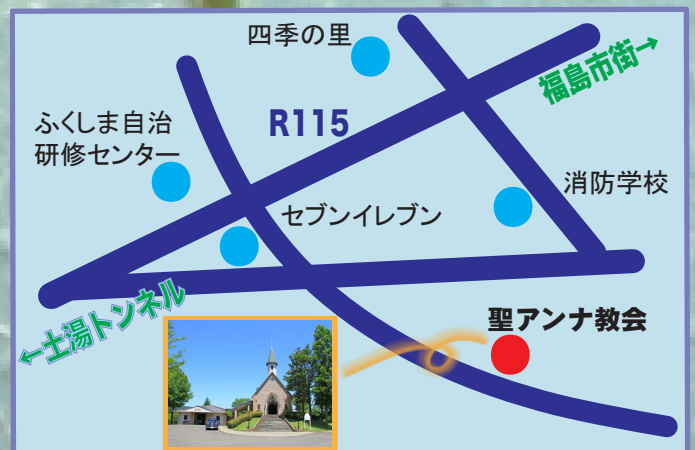 四季の里
福島市街→
R115
ふくしま自治
研修センター
消防学校
セブンイレブン
←土湯トンネル
聖アンナ教会